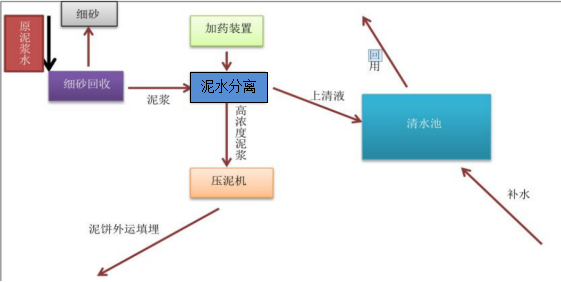 原泥浆水
细砂
加药装置
回用
细砂回收
泥浆
泥水分离
上清液
清水池
高浓度泥浆
压泥机
补水
泥饼外运填埋